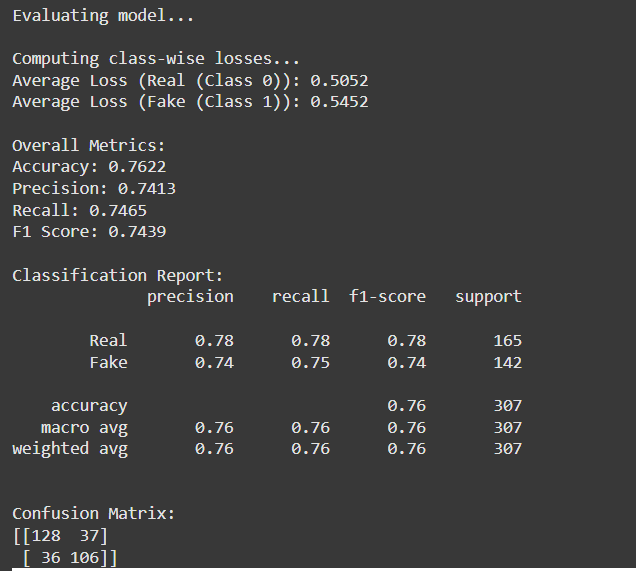 Evaluating model...
Computing class-wise losses...
Average Loss (Real (Class 0)): 0.5052
Average Loss (Fake (Class 1)): 0.5452
Overall Metrics:
Accuracy: 0.7622
Precision: 0.7413
Recall: 0.7465
F1 Score: 0.7439
Classification Report:
precision recall f1-score support
Real 0.78 0.78 0.78 165
Fake 0.74 0.75 0.74 142
accuracy 0.76 307
macro avg 0.76 0.76 0.76 307
weighted avg 0.76 0.76 0.76 307
Confusion Matrix:
[[128 37]
[ 36 106]]